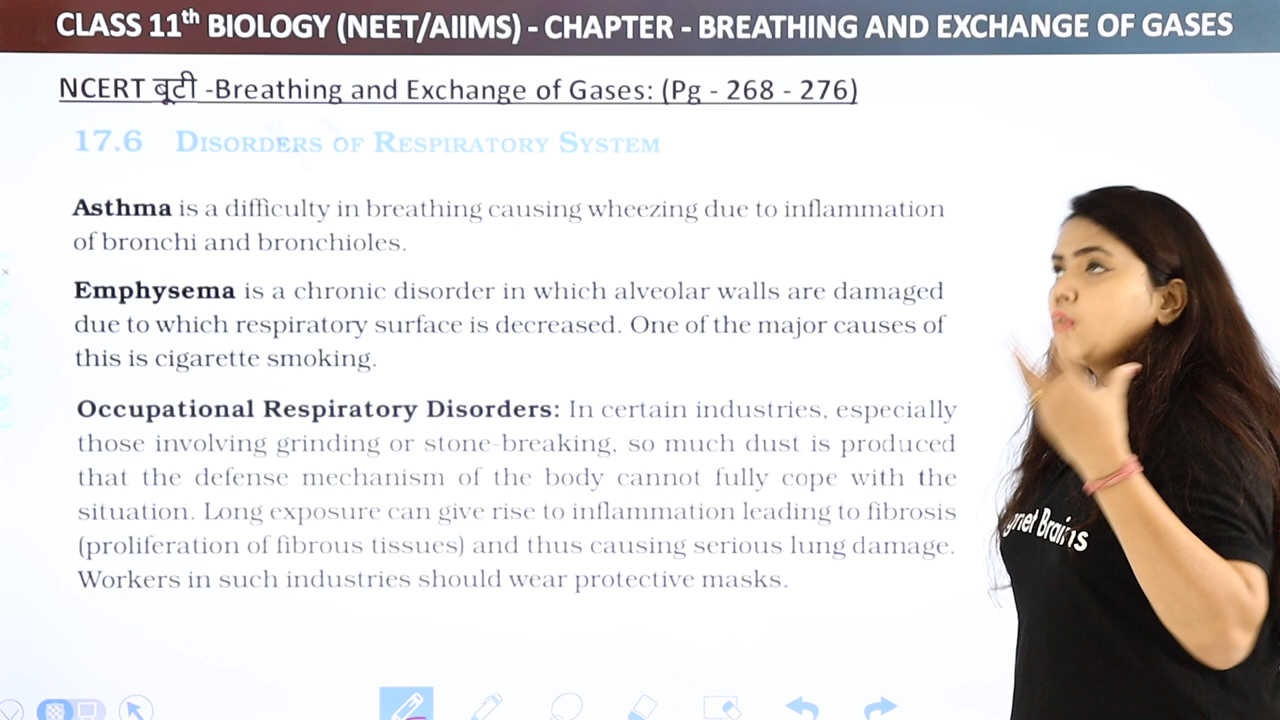 CLASS 11th BIOLOGY (NEET/AIIMS) - CHAPTER - BREATHING AND EXCHANGE OF GASES
NCERT बूटी -Breathing and Exchange of Gases: (Pg - 268 - 276)
17.6 DISORDERS OF RESPIRATORY SYSTEM
Asthma is a difficulty in breathing causing wheezing due to inflammation
of bronchi and bronchioles.
Emphysema is a chronic disorder in which alveolar walls are damaged
due to which respiratory surface is decreased. One of the major causes of
this is cigarette smoking.
Occupational Respiratory Disorders: In certain industries, especially
those involving grinding or stone-breaking, so much dust is produced
that the defense mechanism of the body cannot fully cope with the
situation. Long exposure can give rise to inflammation leading to fibrosis
(proliferation of fibrous tissues) and thus causing serious lung damage.
Workers in such industries should wear protective masks.
gnet Brains